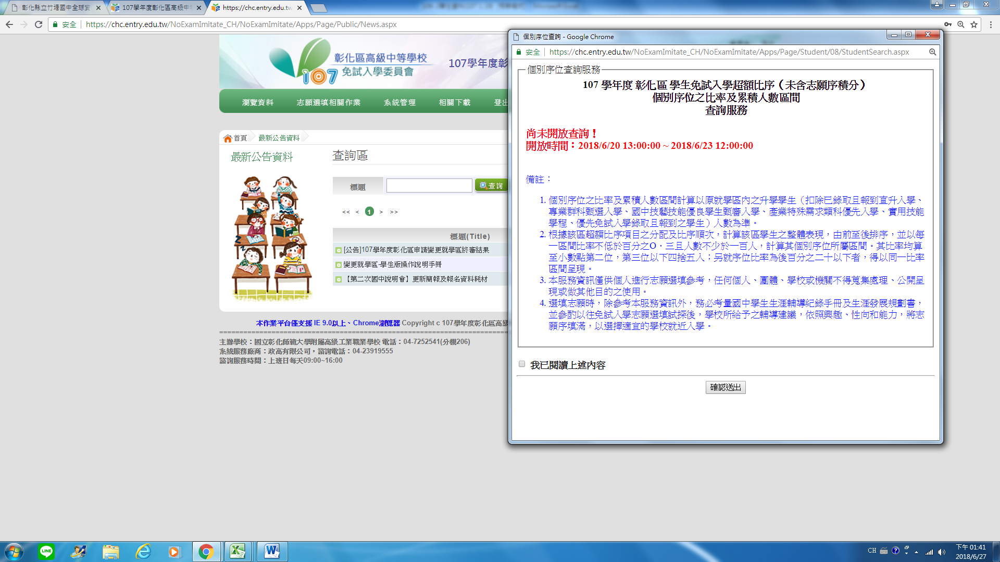 彰化縣立竹塘國中全球資
107學年度彰化區高級中等
https://chc.entry.edu.tw
安全
https://chc.entry.edu.tw/NoExamImitate_CH/NoExamImitate/Apps/Page/Public/News.aspx
彰化區高級中等學校
107 免試入學委員會
107學年度彰
瀏覽資料
志願選填相關作業
系統管理
相關下載
登出
首頁
最新公告資料
最新公告資料
查詢區
標題
查詢
<< < 1 > >>
標題(Title)
[公告]107學年度彰化區申請變更就學區終審結果
變更就學區-學生版操作說明手冊
【第二次國中說明會】更新簡報及報名資料耗材
本作業平台僅支援 IE 9.0以上、Chrome瀏覽器 Copyright c 107學年度彰化區高級
主辦學校：國立彰化師範大學附屬高級工業職業學校 電話：04-7252541(分機206)
系統服務廠商：政高有限公司，諮詢電話：04-23919555
諮詢服務時間：上班日每天09:00~16:00
個別序位查詢 - Google Chrome
安全
https://chc.entry.edu.tw/NoExamImitate_CH/NoExamImitate/Apps/Page/Student/08/StudentSearch.aspx
個別序位查詢服務
107 學年度 彰化區 學生免試入學超額比序（未含志願序積分）
個別序位之比率及累積人數區間
查詢服務
尚未開放查詢！
開放時間：2018/6/20 13:00:00 ~ 2018/6/23 12:00:00
備註：
1. 個別序位之比率及累積人數區間計算以原就學區內之升學學生（扣除已錄取且報到直升入學、
專業群科甄選入學、國中技藝技能優良學生甄審入學、產業特殊需求類科優先入學、實用技能
學程、優先免試入學錄取且報到之學生）人數為準。
2. 根據該區超額比序項目之分配及比序順次，計算該區學生之整體表現，由前至後排序，並以每
一區間比率不低於百分之O．三且人數不少於一百人，計算其個別序位所屬區間。其比率均算
至小數點第二位，第三位以下四捨五入；另就序位比率為後百分之二十以下者，得以同一比率
區間呈現。
3. 本服務資訊僅供個人進行志願選填參考，任何個人、團體、學校或機關不得蒐集處理、公開呈
現或做其他目的之使用。
4. 選填志願時，除參考本服務資訊外，務必考量國中學生生涯輔導紀錄手冊及生涯發展規劃書，
並參酌以往免試入學志願選填試探後，學校所給予之輔導建議，依照興趣、性向和能力，將志
願序填滿，以選擇適宜的學校就近入學。
我已閱讀上述內容
確認送出
LINE
CH
下午 01:41
2018/6/27